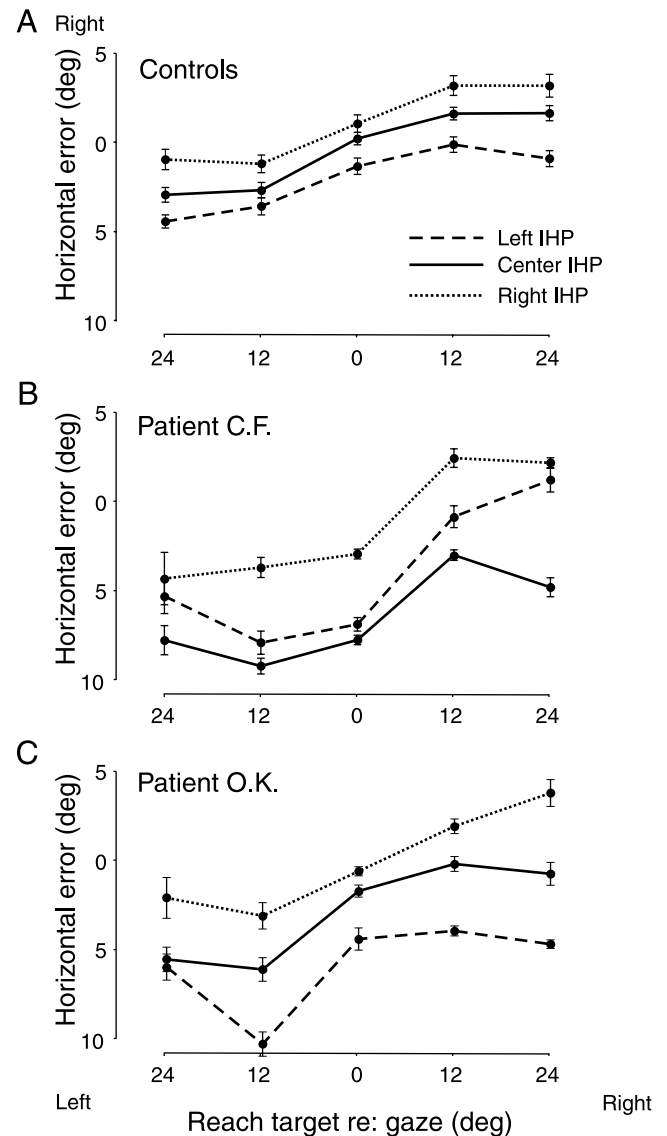 A
Right
5
Controls
0
5
10
Horizontal error (deg)
Left IHP
Center IHP
Right IHP
24 12 0 12 24
B
5
Patient C.F.
0
5
10
Horizontal error (deg)
24 12 0 12 24
C
5
Patient O.K.
0
5
10
Horizontal error (deg)
24 12 0 12 24
Left Right
Reach target re: gaze (deg)